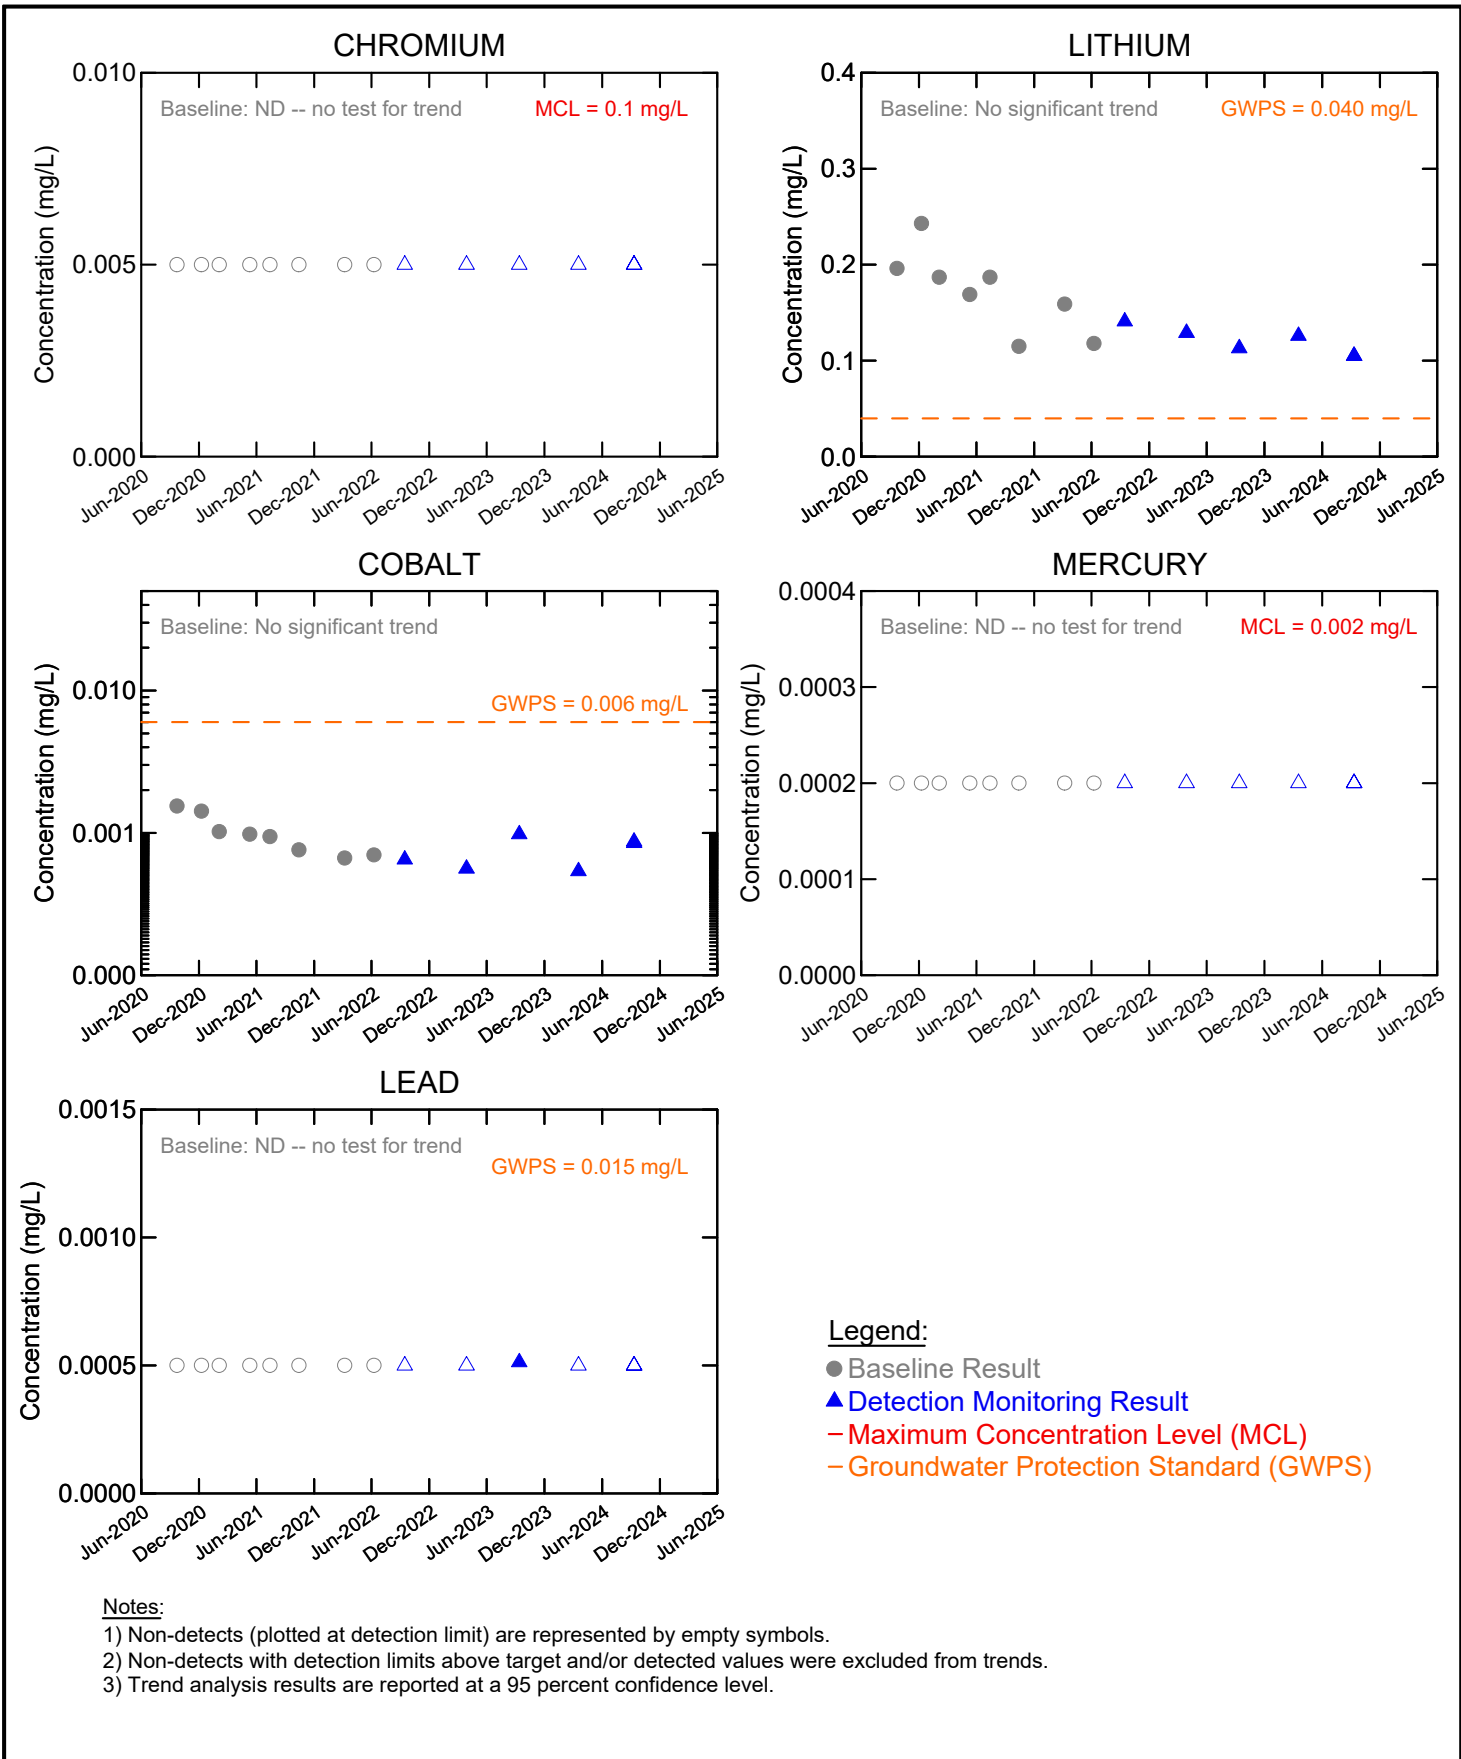 CHROMIUM
0.010
Baseline: ND -- no test for trend
MCL = 0.1 mg/L
Concentration (mg/L)
0.005
0.000
Jun-2020
Dec-2020
Jun-2021
Dec-2021
Jun-2022
Dec-2022
Jun-2023
Dec-2023
Jun-2024
Dec-2024
Jun-2025
LITHIUM
0.4
Baseline: No significant trend
GWPS = 0.040 mg/L
Concentration (mg/L)
0.3
0.2
0.1
0.0
Jun-2020
Dec-2020
Jun-2021
Dec-2021
Jun-2022
Dec-2022
Jun-2023
Dec-2023
Jun-2024
Dec-2024
Jun-2025
COBALT
Baseline: No significant trend
0.010
GWPS = 0.006 mg/L
Concentration (mg/L)
0.001
0.000
Jun-2020
Dec-2020
Jun-2021
Dec-2021
Jun-2022
Dec-2022
Jun-2023
Dec-2023
Jun-2024
Dec-2024
Jun-2025
MERCURY
0.0004
Baseline: ND -- no test for trend
MCL = 0.002 mg/L
Concentration (mg/L)
0.0003
0.0002
0.0001
0.0000
Jun-2020
Dec-2020
Jun-2021
Dec-2021
Jun-2022
Dec-2022
Jun-2023
Dec-2023
Jun-2024
Dec-2024
Jun-2025
LEAD
0.0015
Baseline: ND -- no test for trend
GWPS = 0.015 mg/L
Concentration (mg/L)
0.0010
0.0005
0.0000
Jun-2020
Dec-2020
Jun-2021
Dec-2021
Jun-2022
Dec-2022
Jun-2023
Dec-2023
Jun-2024
Dec-2024
Jun-2025
Legend:
Baseline Result
Detection Monitoring Result
Maximum Concentration Level (MCL)
Groundwater Protection Standard (GWPS)
Notes:
1) Non-detects (plotted at detection limit) are represented by empty symbols.
2) Non-detects with detection limits above target and/or detected values were excluded from trends.
3) Trend analysis results are reported at a 95 percent confidence level.